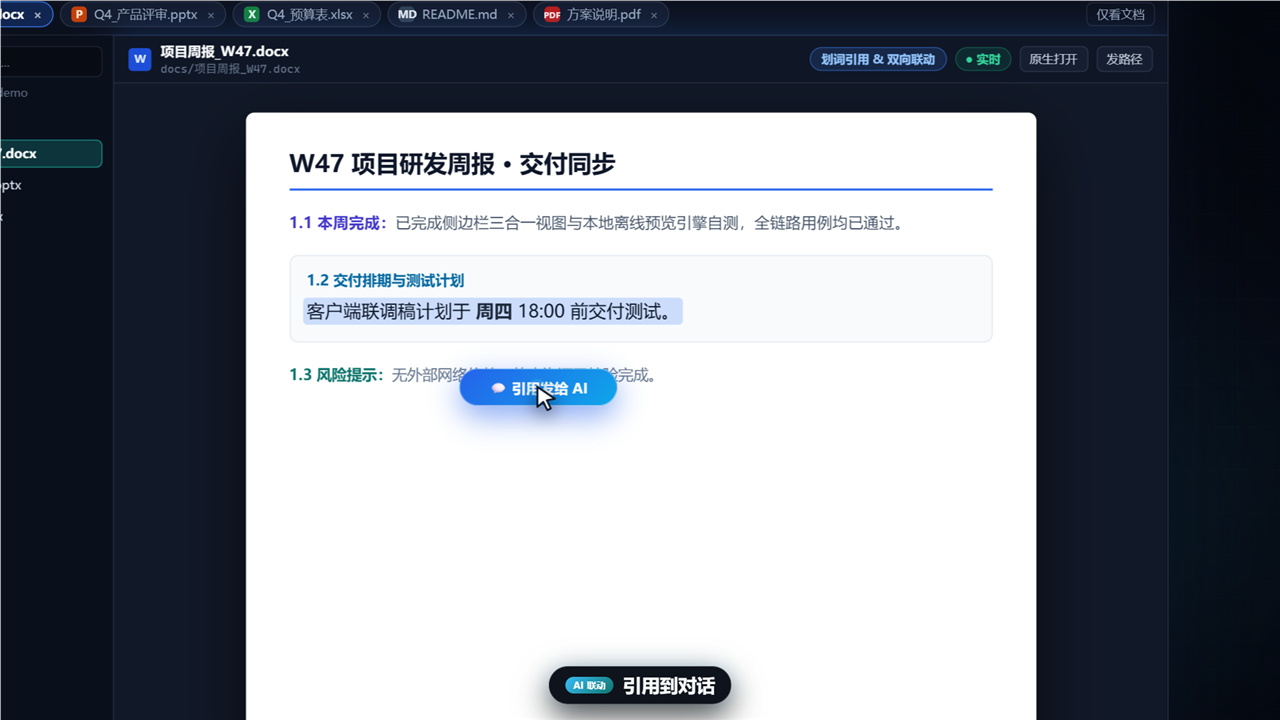 ocx ×
P Q4_产品评审.pptx ×
X Q4_预算表.xlsx ×
MD README.md ×
PDF 方案说明.pdf ×
仅看文档
...
demo
.docx
pptx
W 项目周报_W47.docx
docs/项目周报_W47.docx
划词引用 & 双向联动
实时
原生打开
发路径
W47 项目研发周报·交付同步
1.1 本周完成：已完成侧边栏三合一视图与本地离线预览引擎自测，全链路用例均已通过。
1.2 交付排期与测试计划
客户端联调稿计划于 周四 18:00 前交付测试。
1.3 风险提示：无外部网络 完成。
引用发给 AI
AI 联动 引用到对话